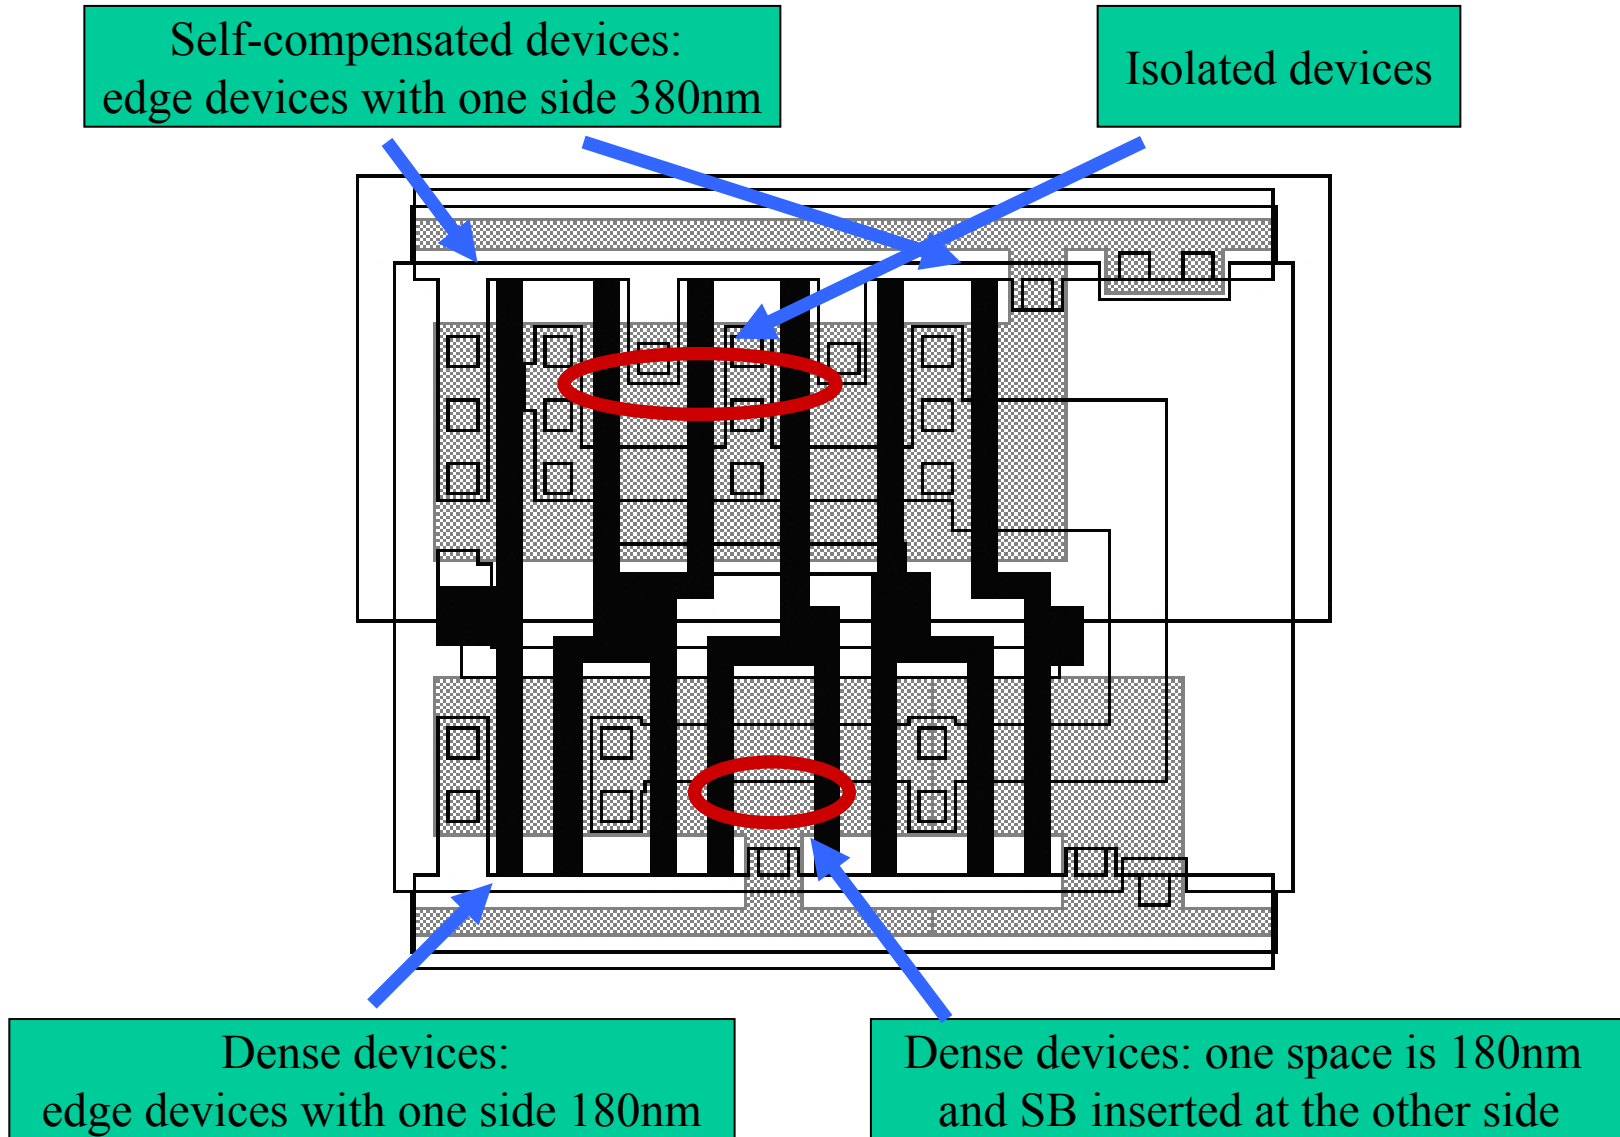 Self-compensated devices:
edge devices with one side 380nm
Isolated devices
Dense devices:
edge devices with one side 180nm
Dense devices: one space is 180nm
and SB inserted at the other side